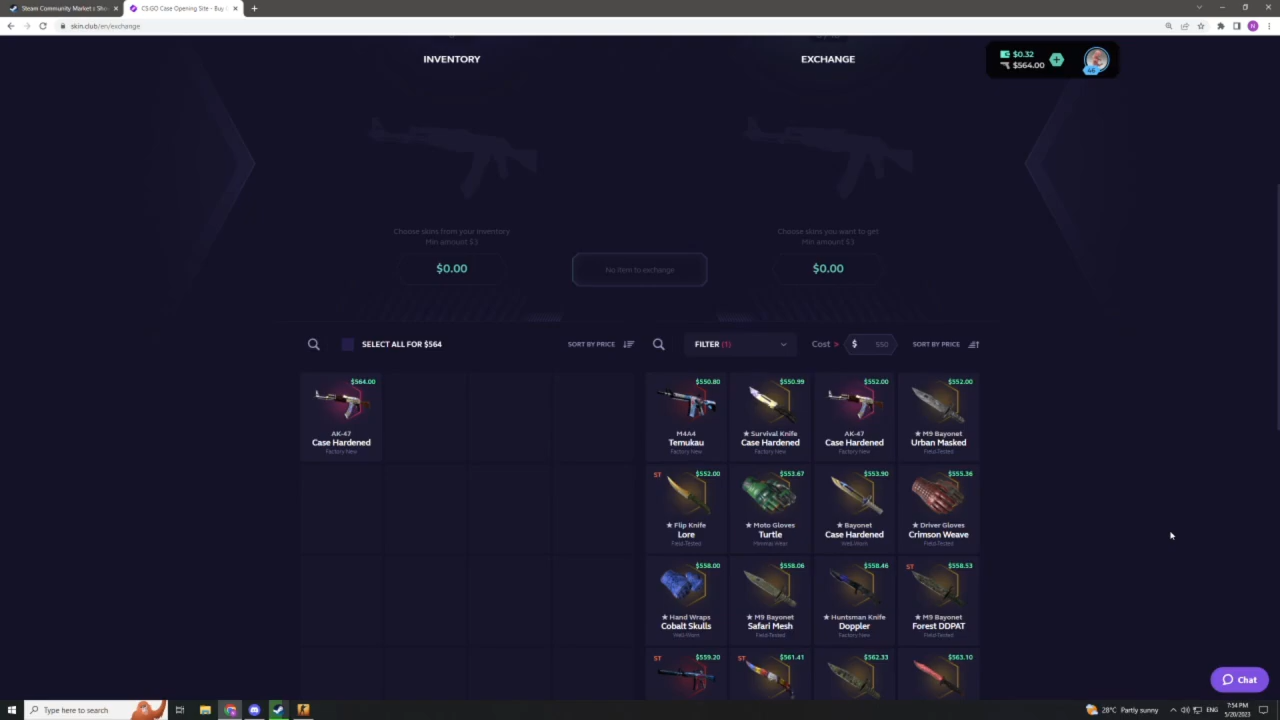 Steam Community Market :: Sho
CS:GO Case Opening Site - Buy
skin.club/en/exchange
N
INVENTORY
EXCHANGE
$0.32
$564.00
46
Choose skins from your inventory
Min amount $3
Choose skins you want to get
Min amount $3
$0.00
No item to exchange
$0.00
SELECT ALL FOR $564
SORT BY PRICE
FILTER (1)
Cost >
$ 550
SORT BY PRICE
$564.00
AK-47
Case Hardened
Factory New
$550.80
M4A4
Temukau
Factory New
$550.99
★ Survival Knife
Case Hardened
Factory New
$552.00
AK-47
Case Hardened
Factory New
$552.00
★ M9 Bayonet
Urban Masked
Field-Tested
ST
$552.00
★ Flip Knife
Lore
Field-Tested
$553.67
★ Moto Gloves
Turtle
Minimal Wear
$553.90
★ Bayonet
Case Hardened
Well-Worn
$555.36
★ Driver Gloves
Crimson Weave
Field-Tested
$558.00
★ Hand Wraps
Cobalt Skulls
Well-Worn
$558.06
★ M9 Bayonet
Safari Mesh
Field-Tested
$558.46
★ Huntsman Knife
Doppler
Factory New
ST
$558.53
★ M9 Bayonet
Forest DDPAT
Field-Tested
ST
$559.20
ST
$561.41
$562.33
$563.10
Chat
Type here to search
28°C Partly sunny
ENG
7:54 PM
5/20/2023